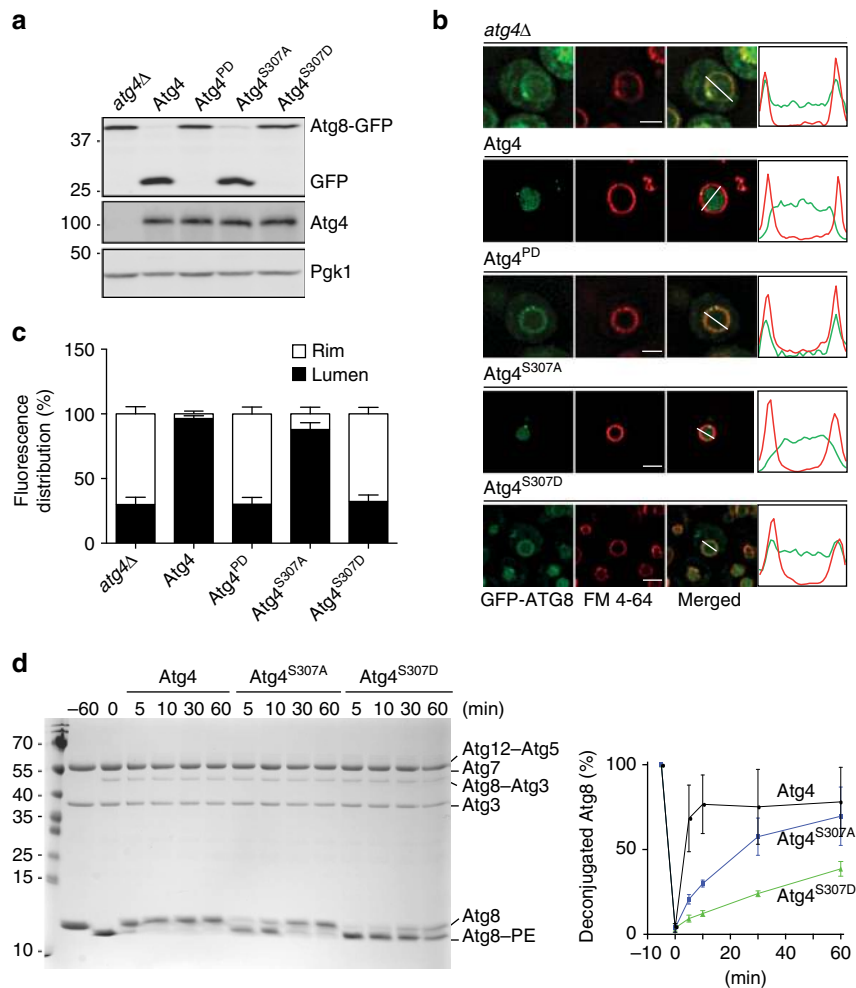 a
atg4Δ Atg4 Atg4PD Atg4S307A Atg4S307D
37
25
100
50
Atg8-GFP
GFP
Atg4
Pgk1
b
atg4Δ
Atg4
Atg4PD
Atg4S307A
Atg4S307D
GFP-ATG8 FM 4-64 Merged
c
Fluorescence distribution (%)
150
100
50
0
Rim
Lumen
atg4Δ Atg4 Atg4PD Atg4S307A Atg4S307D
d
Atg4 Atg4S307A Atg4S307D
–60 0 5 10 30 60 5 10 30 60 5 10 30 60 (min)
70
55
40
35
25
15
10
Atg12–Atg5
Atg7
Atg8–Atg3
Atg3
Atg8
Atg8–PE
Deconjugated Atg8 (%)
100
50
0
Atg4
Atg4S307A
Atg4S307D
–10 0 20 30 40 60
(min)